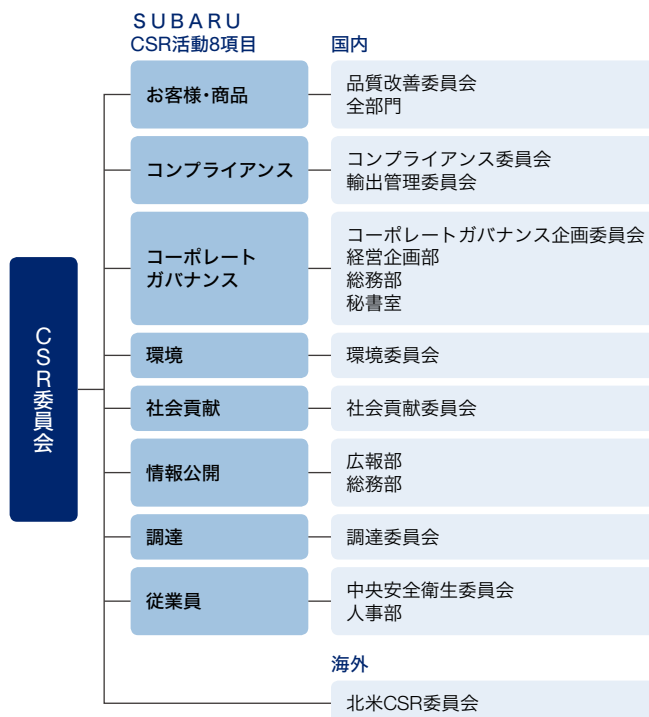 SUBARU
CSR活動8項目
国内
CSR委員会
お客様・商品
品質改善委員会
全部門
コンプライアンス
コンプライアンス委員会
輸出管理委員会
コーポレート
ガバナンス
コーポレートガバナンス企画委員会
経営企画部
総務部
秘書室
環境
環境委員会
社会貢献
社会貢献委員会
情報公開
広報部
総務部
調達
調達委員会
従業員
中央安全衛生委員会
人事部
海外
北米CSR委員会